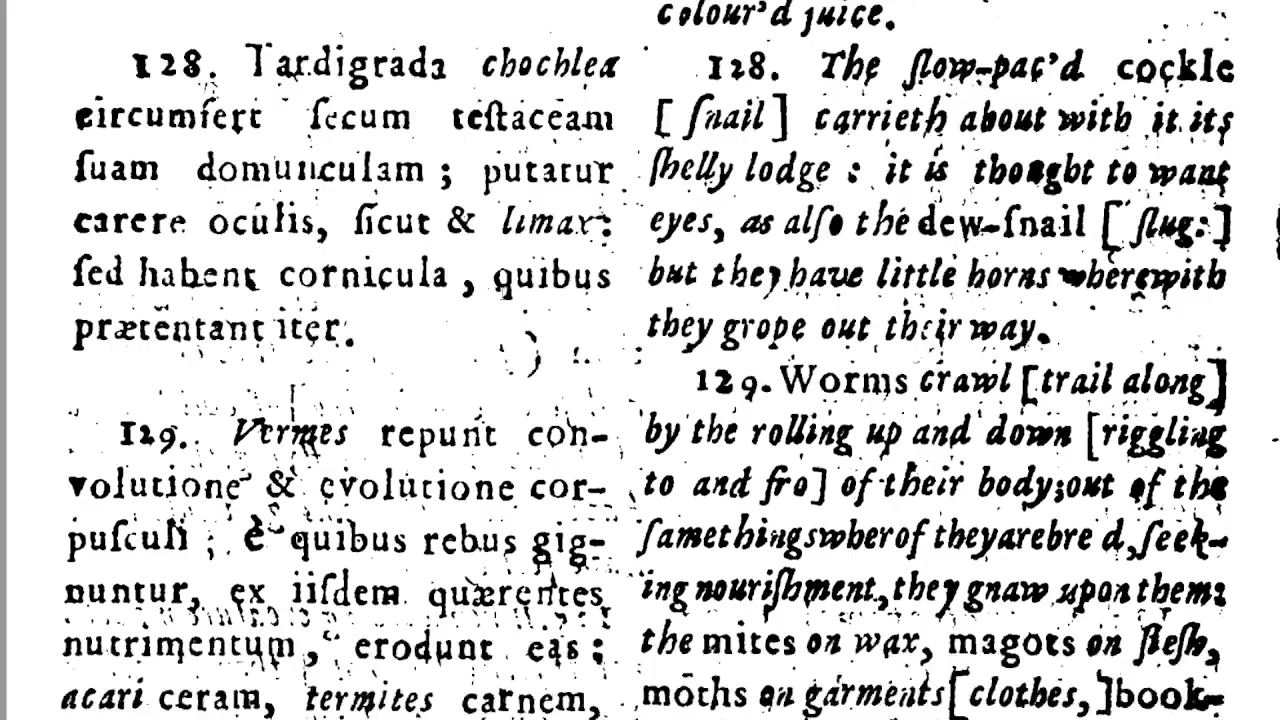 128. Tardigrada chochlea
circumfert ſecum teſtaceam
ſuam domunculam ; putatur
carere oculis, ſicut & limax:
ſed habent cornicula , quibus
prætentant iter.
129. Vermes repunt con-
volutione & evolutione cor-
puſculi ; è quibus rebus gig-
nuntur, ex iiſdem quærentes
nutrimentum, erodunt eas ;
acari ceram, termites carnem,
colour'd juice.
128. The ſlow-pac'd cockle
[ ſnail ] carrieth about with it its
ſhelly lodge : it is thought to want
eyes, as alſo the dew-ſnail [ ſlug: ]
but they have little horns wherewith
they grope out their way.
129. Worms crawl [trail along]
by the rolling up and down [riggling
to and fro] of their body; out of the
ſame things wherof they are bred, ſeek-
ing nouriſhment, they gnaw upon them:
the mites on wax, magots on fleſh,
moths on garments [clothes,] book-